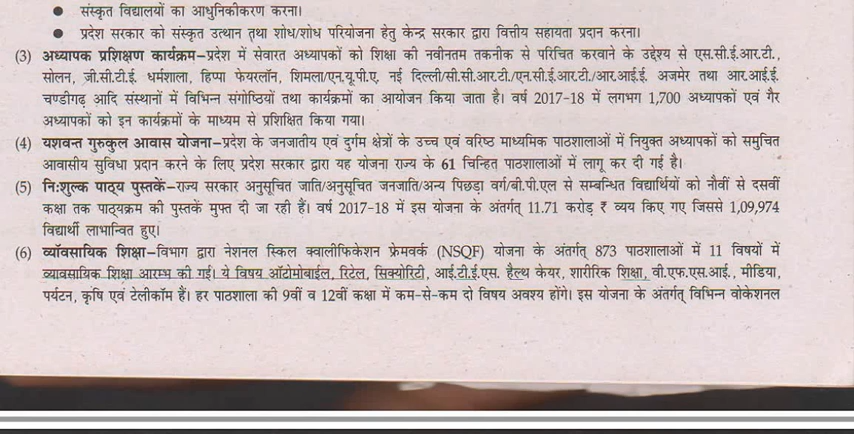 ● संस्कृत विद्यालयों का आधुनिकीकरण करना।
● प्रदेश सरकार को संस्कृत उत्थान तृथा शोध/शोध परियोजना हेतु केन्द्र सरकार द्वारा वित्तीय सहायता प्रदान करना।
(3) अध्यापक प्रशिक्षण कार्यक्रम–प्रदेश में सेवारत अध्यापकों को शिक्षा की नवीनतम तकनीक से परिचित करवाने के उद्देश्य से एस.सी.ई.आर.टी.,
सोलन, जी.सी.टी.ई. धर्मशाला, हिप्पा फेयरलॉन, शिमला/एन.यू.पी.ए. नई दिल्ली/सी.सी.आर.टी./एन.सी.ई.आर.टी./आर.आई.ई. अजमेर तथा आर.आई.ई.
चण्डीगढ़ आदि संस्थानों में विभिन्न संगोष्ठियों तथा कार्यक्रमों का आयोजन किया जाता है। वर्ष 2017-18 में लगभग 1,700 अध्यापकों एवं गैर
अध्यापकों को इन कार्यक्रमों के माध्यम से प्रशिक्षित किया गया।
(4) यशवन्त गुरुकुल आवास योजना–प्रदेश के जनजातीय एवं दुर्गम क्षेत्रों के उच्च एवं वरिष्ठ माध्यमिक पाठशालाओं में नियुक्त अध्यापकों को समुचित
आवासीय सुविधा प्रदान करने के लिए प्रदेश सरकार द्वारा यह योजना राज्य के 61 चिन्हित पाठशालाओं में लागू कर दी गई है।
(5) नि:शुल्क पाठ्य पुस्तकें–राज्य सरकार अनुसूचित जाति/अनुसूचित जनजाति/अन्य पिछड़ा वर्ग/बी.पी.एल से सम्बन्धित विद्यार्थियों को नौवीं से दसवीं
कक्षा तक पाठ्यक्रम की पुस्तकें मुफ्त दी जा रही हैं। वर्ष 2017-18 में इस योजना के अंतर्गत् 11.71 करोड़ ₹ व्यय किए गए जिससे 1,09,974
विद्यार्थी लाभान्वित हुए।
(6) व्यॉवसायिक शिक्षा–विभाग द्वारा नेशनल स्किल क्वालीफिकेशन फ्रेमवर्क (NSQF) योजना के अंतर्गत् 873 पाठशालाओं में 11 विषयों में
व्यावसायिक शिक्षा आरम्भ की गई। ये विषय ऑटोमोबाईल, रिटेल, सिक्योरिटी, आई.टी.ई.एस. हैल्थ केयर, शारीरिक शिक्षा, वी.एफ.एस.आई., मीडिया,
पर्यटन, कृषि एवं टेलीकॉम हैं। हर पाठशाला की 9वीं व 12वीं कक्षा में कम-से-कम दो विषय अवश्य होंगे। इस योजना के अंतर्गत् विभिन्न वोकेशनल